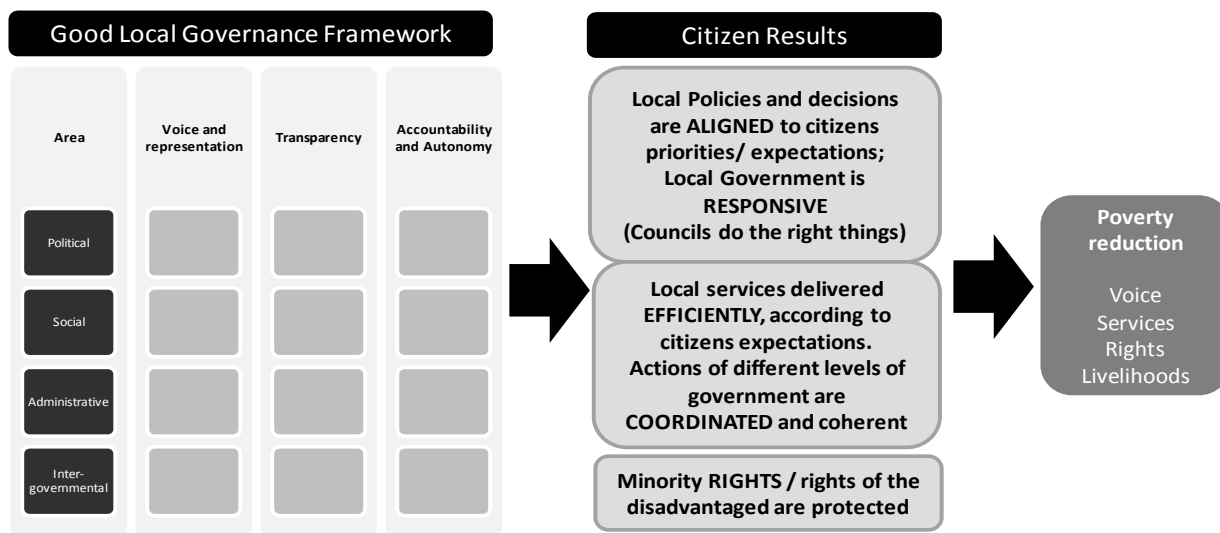 Good Local Governance Framework
Area
Voice and
representation
Transparency
Accountability
and Autonomy
Political
Social
Administrative
Inter-
governmental
Citizen Results
Local Policies and decisions
are ALIGNED to citizens
priorities/ expectations;
Local Government is
RESPONSIVE
(Councils do the right things)
Local services delivered
EFFICIENTLY, according to
citizens expectations.
Actions of different levels of
government are
COORDINATED and coherent
Minority RIGHTS / rights of the
disadvantaged are protected
Poverty
reduction
Voice
Services
Rights
Livelihoods